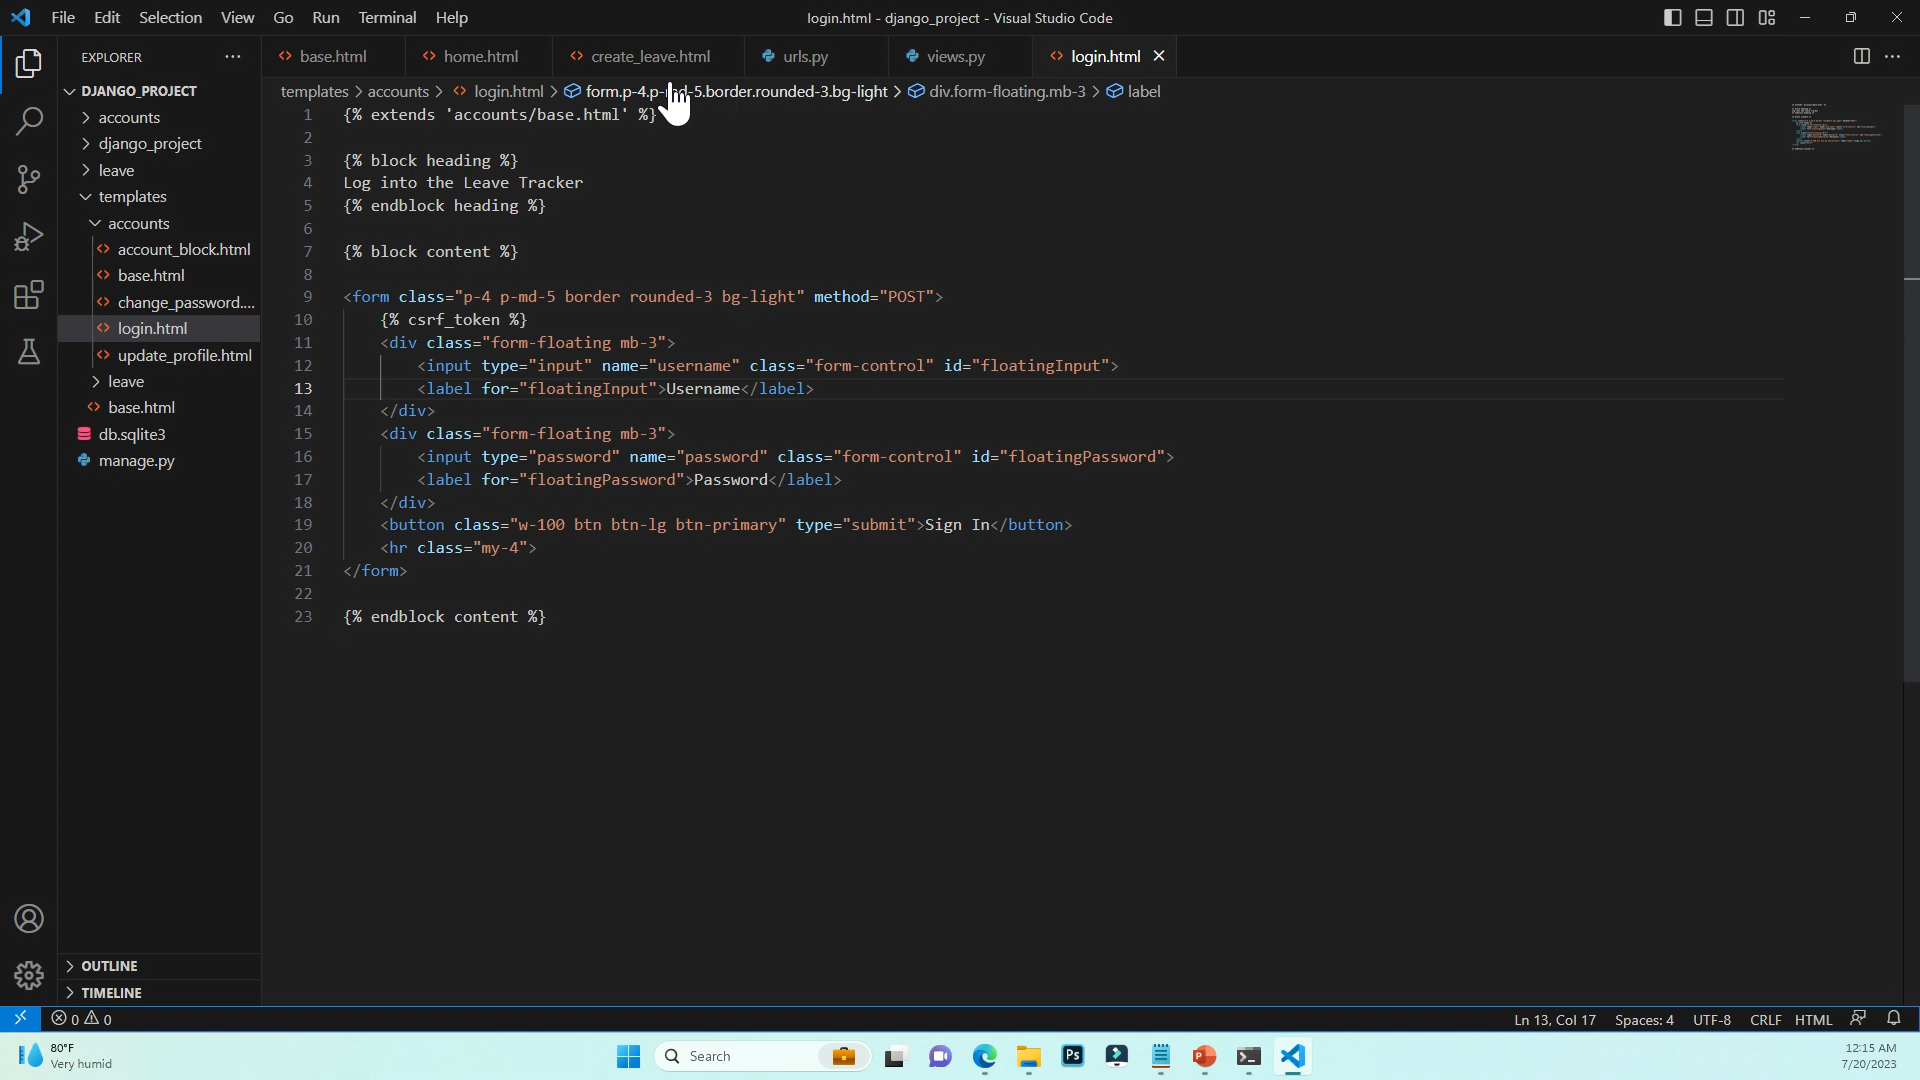 File Edit Selection View Go Run Terminal Help
login.html - django_project - Visual Studio Code
EXPLORER
base.html home.html create_leave.html urls.py views.py login.html
templates > accounts > login.html > form.p-4.p-md-5.border.rounded-3.bg-light > div.form-floating.mb-3 > label
DJANGO_PROJECT
accounts
django_project
leave
templates
accounts
account_block.html
base.html
change_password....
login.html
update_profile.html
leave
base.html
db.sqlite3
manage.py
OUTLINE
TIMELINE
1 {% extends 'accounts/base.html' %}
2
3 {% block heading %}
4 Log into the Leave Tracker
5 {% endblock heading %}
6
7 {% block content %}
8
9 <form class="p-4 p-md-5 border rounded-3 bg-light" method="POST">
10 {% csrf_token %}
11 <div class="form-floating mb-3">
12 <input type="input" name="username" class="form-control" id="floatingInput">
13 <label for="floatingInput">Username</label>
14 </div>
15 <div class="form-floating mb-3">
16 <input type="password" name="password" class="form-control" id="floatingPassword">
17 <label for="floatingPassword">Password</label>
18 </div>
19 <button class="w-100 btn btn-lg btn-primary" type="submit">Sign In</button>
20 <hr class="my-4">
21 </form>
22
23 {% endblock content %}
0 0 Ln 13, Col 17 Spaces: 4 UTF-8 CRLF HTML
80°F
Very humid
Search
Ps
12:15 AM
7/20/2023